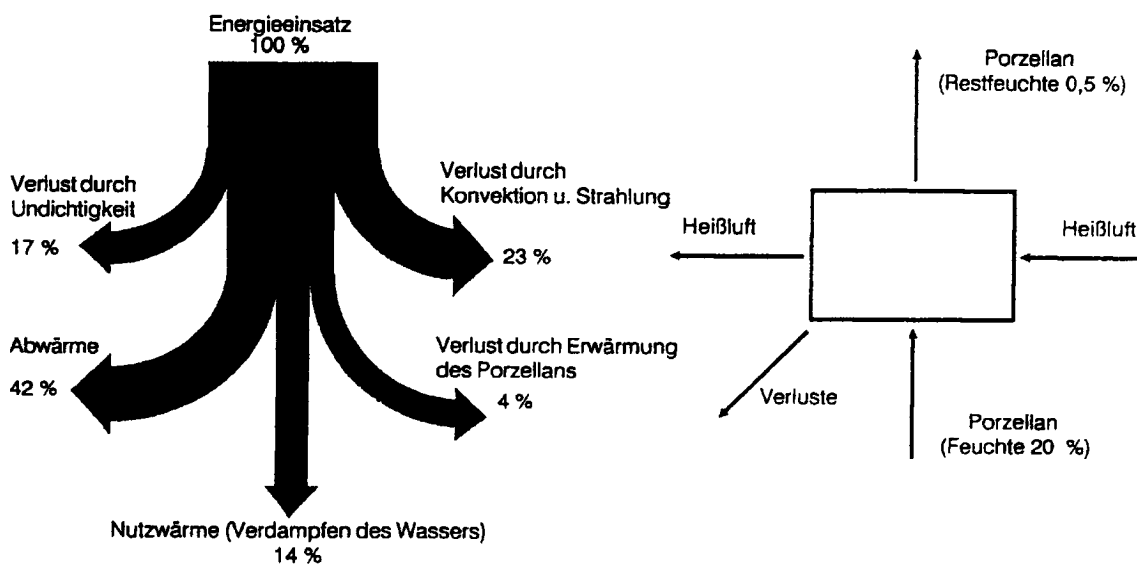 Energieeinsatz
100 %
Verlust durch
Undichtigkeit
17 %
Verlust durch
Konvektion u. Strahlung
23 %
Abwärme
42 %
Verlust durch Erwärmung
des Porzellans
4 %
Nutzwärme (Verdampfen des Wassers)
14 %
Porzellan
(Restfeuchte 0,5 %)
Heißluft
Heißluft
Verluste
Porzellan
(Feuchte 20 %)